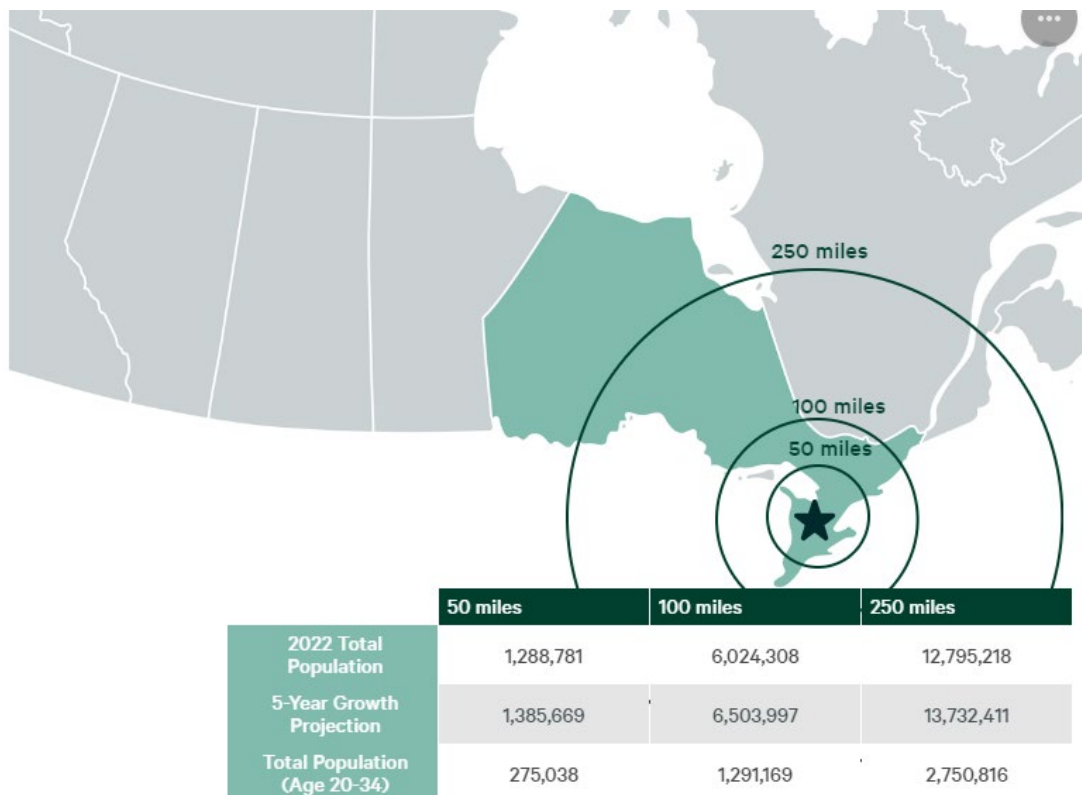 250 miles
100 miles
50 miles
50 miles 100 miles 250 miles
2022 Total
Population
1,288,781 6,024,308 12,795,218
5-Year Growth
Projection
1,385,669 6,503,997 13,732,411
Total Population
(Age 20-34)
275,038 1,291,169 2,750,816